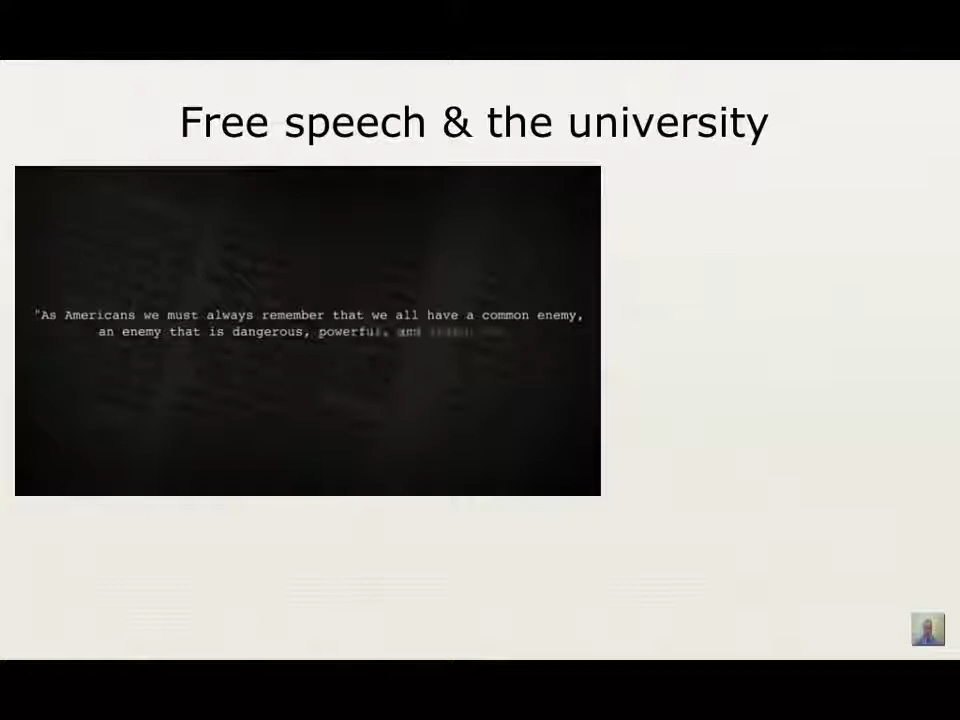 Free speech & the university
"As Americans we must always remember that we all have a common enemy,
an enemy that is dangerous, powerful, and